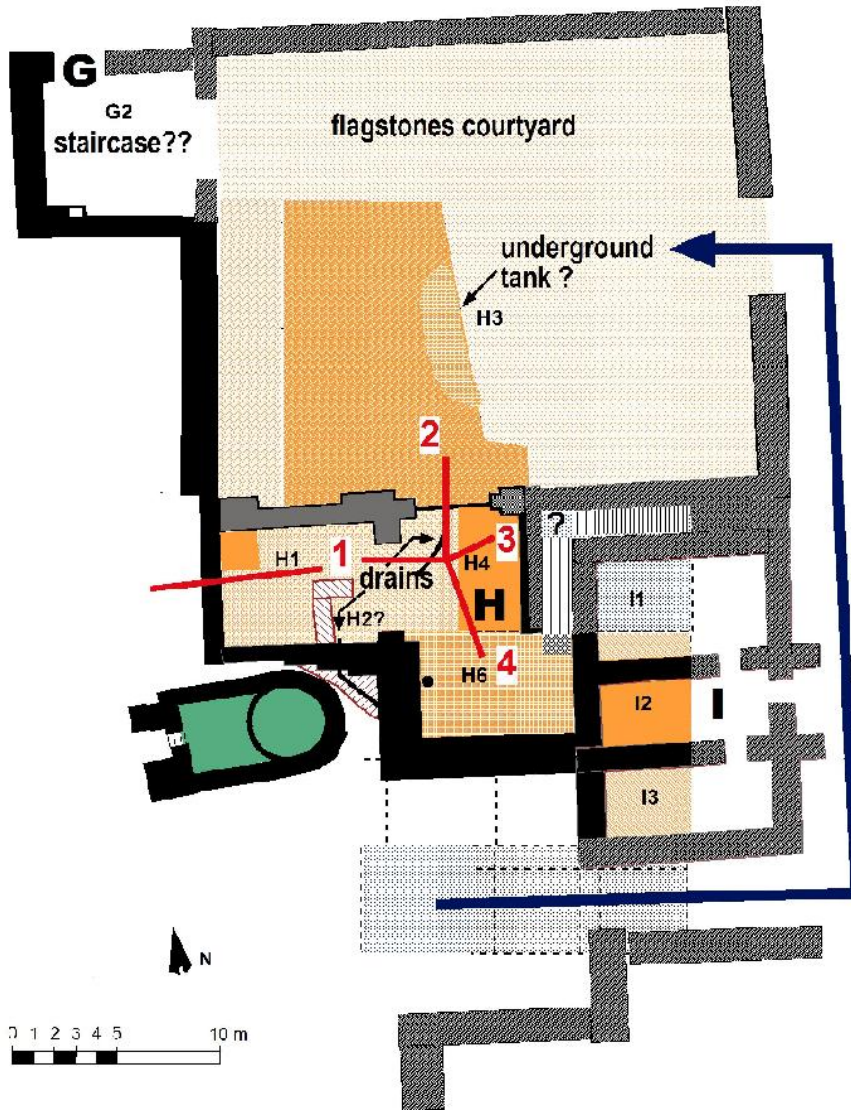 G
G2
staircase??
flagstones courtyard
underground
tank ?
H3
2
?
1
H1
3
drains
H4
H
I1
H2?
4
H6
I2
I
I3
N
0 1 2 3 4 5 10 m